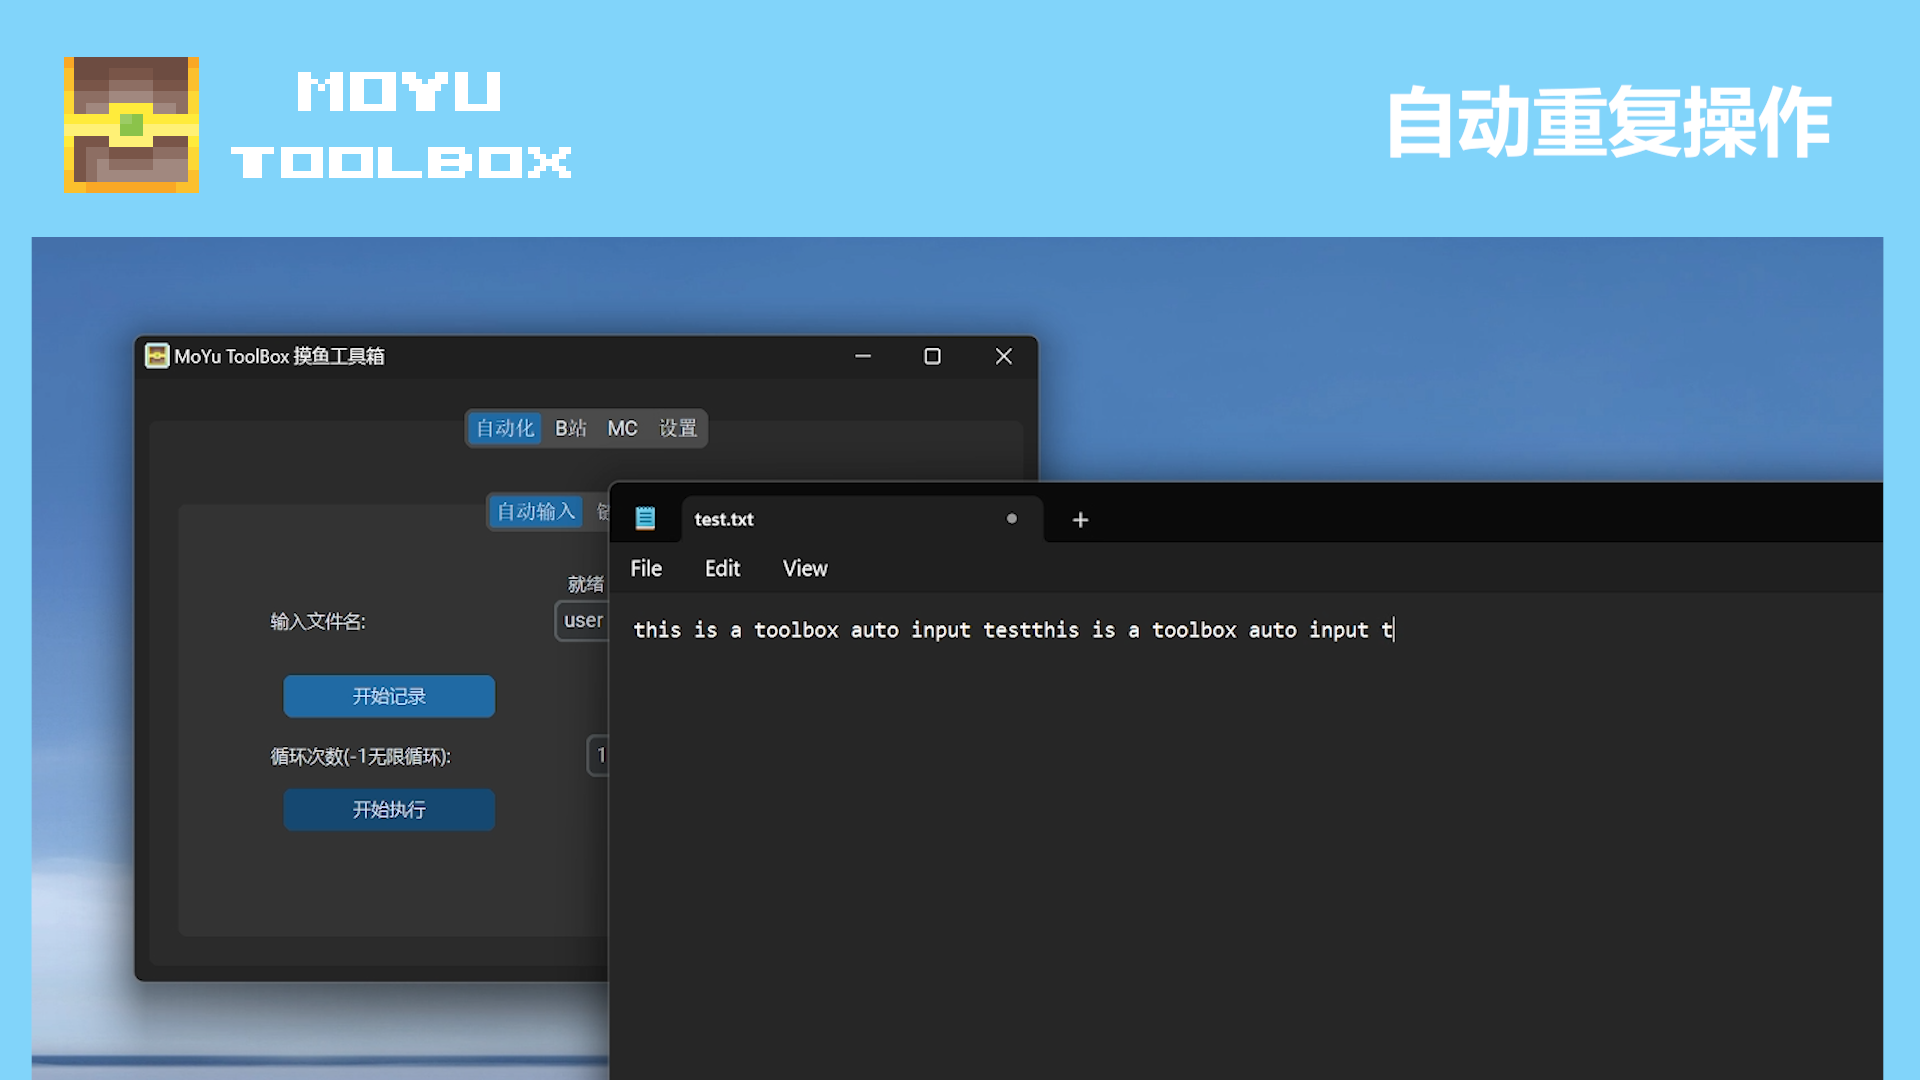 MOYU
TOOLBOX
自动重复操作
MoYu ToolBox 摸鱼工具箱
自动化 B站 MC 设置
自动输入
test.txt
File Edit View
就绪
输入文件名:
user
this is a toolbox auto input testthis is a toolbox auto input t
开始记录
循环次数(-1无限循环):
1
开始执行